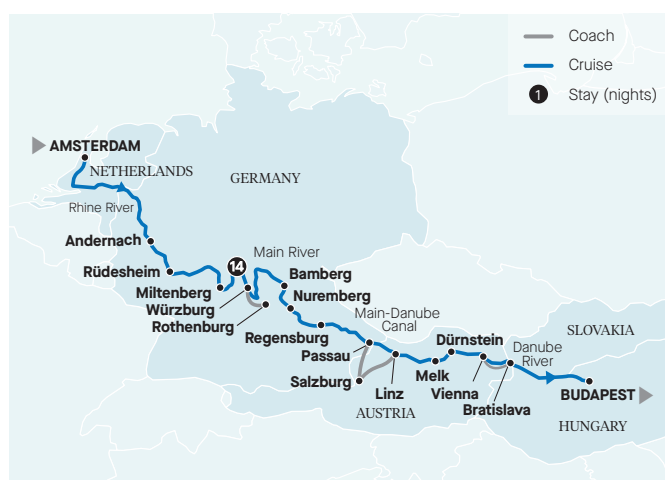 Coach
Cruise
1 Stay (nights)
AMSTERDAM
NETHERLANDS
GERMANY
Rhine River
Andernach
Rüdesheim
14
Main River
Miltenberg
Würzburg
Rothenburg
Bamberg
Nuremberg
Main-Danube
Canal
Regensburg
Passau
Salzburg
Linz
AUSTRIA
Dürnstein
Melk
Vienna
Bratislava
Danube
River
SLOVAKIA
BUDAPEST
HUNGARY